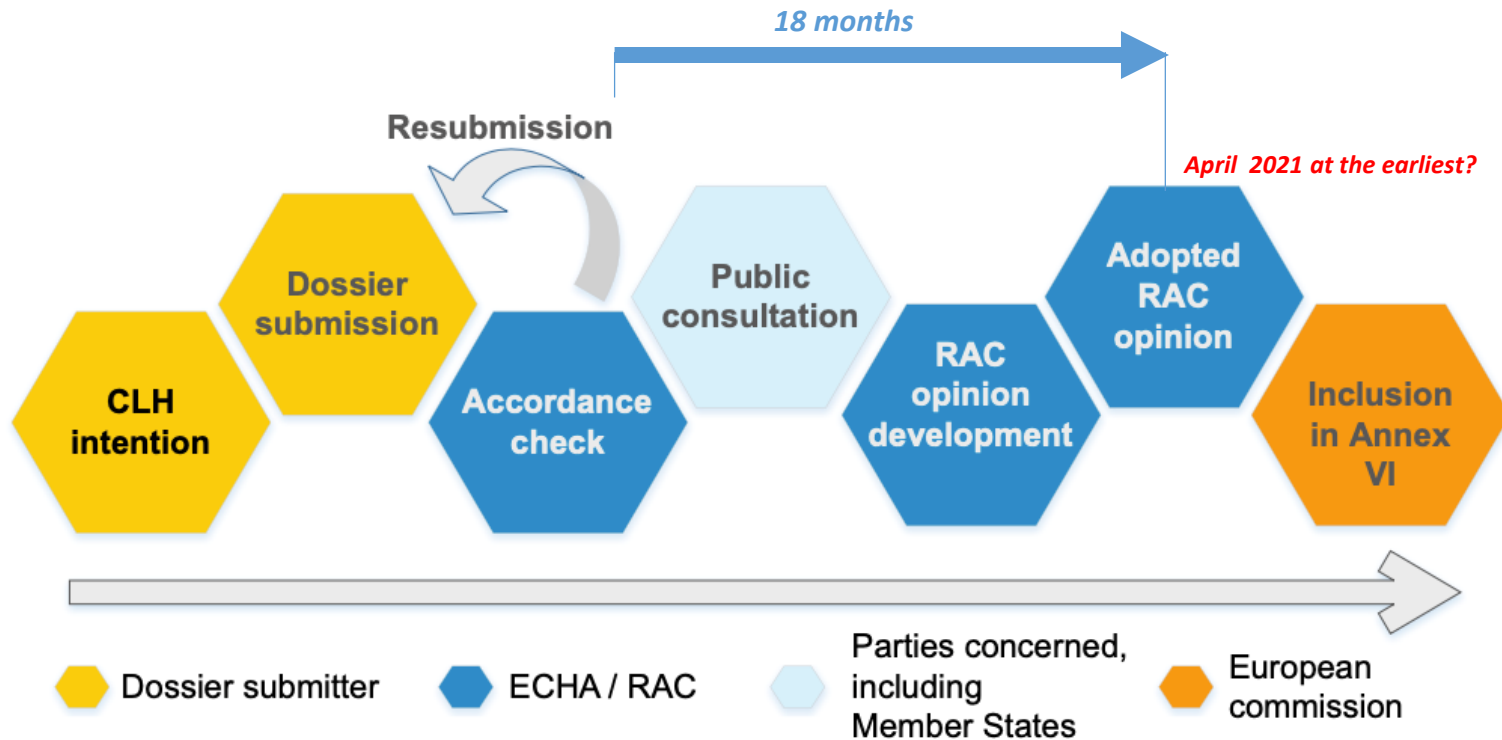 18 months
Resubmission
April 2021 at the earliest?
CLH
intention
Dossier
submission
Accordance
check
Public
consultation
RAC
opinion
development
Adopted
RAC
opinion
Inclusion
in Annex
VI
Dossier submitter
ECHA / RAC
Parties concerned,
including
Member States
European
commission